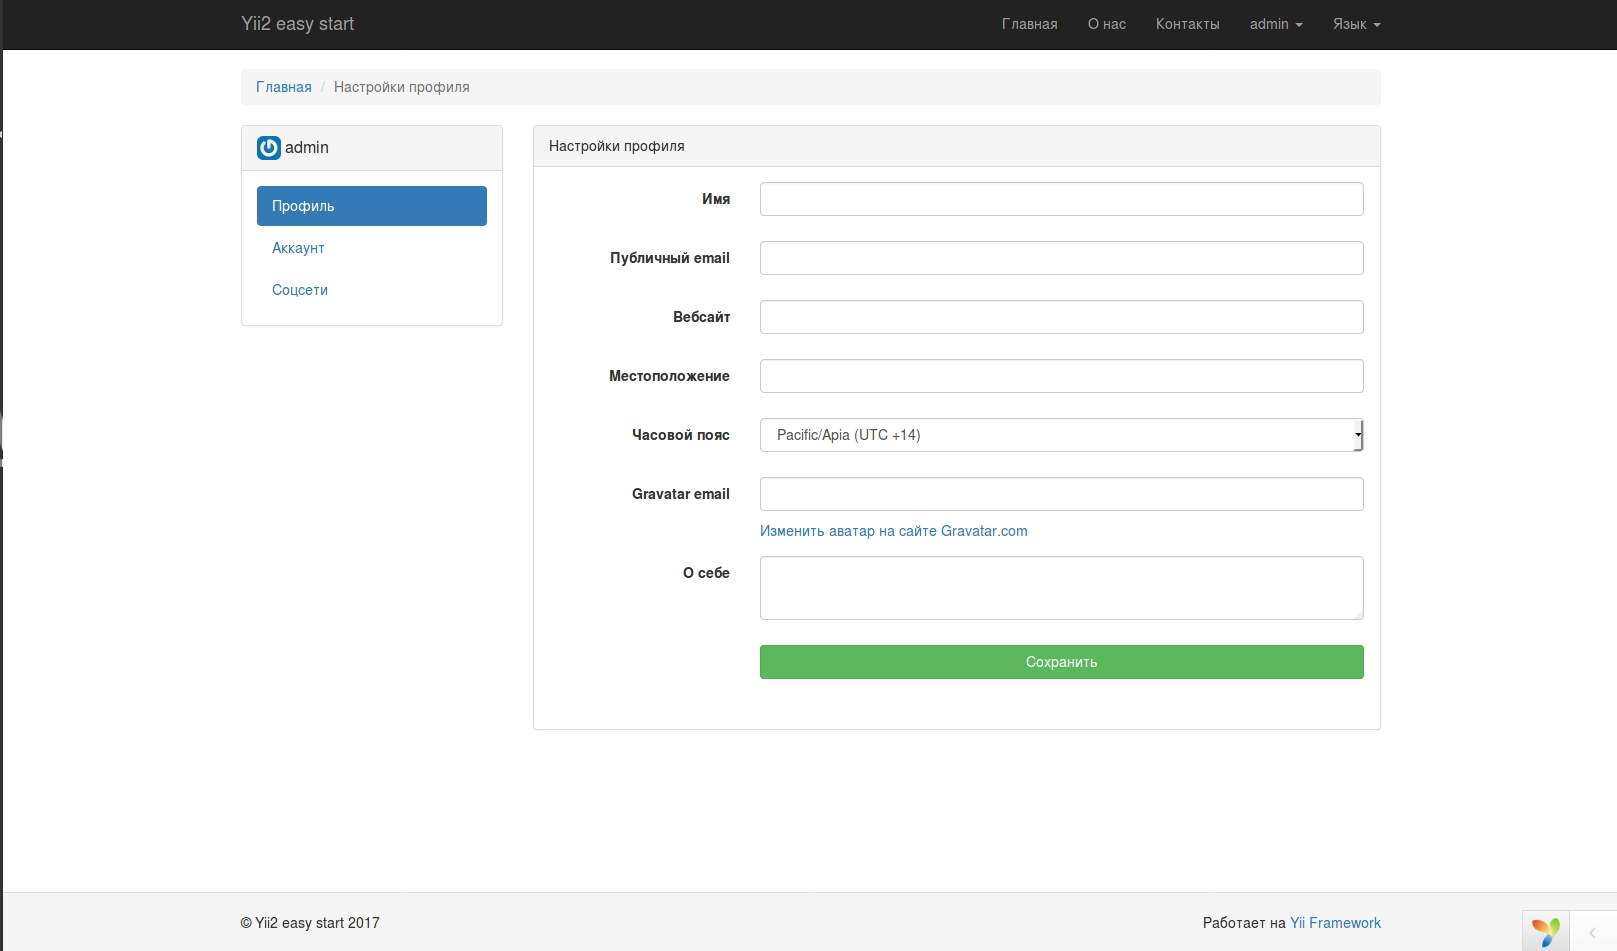 Yii2 easy start
Главная О нас Контакты admin Язык
Главная / Настройки профиля
admin
Профиль
Аккаунт
Соцсети
Настройки профиля
Имя
Публичный email
Вебсайт
Местоположение
Часовой пояс Pacific/Apia (UTC +14)
Gravatar email
Изменить аватар на сайте Gravatar.com
О себе
Сохранить
© Yii2 easy start 2017
Работает на Yii Framework